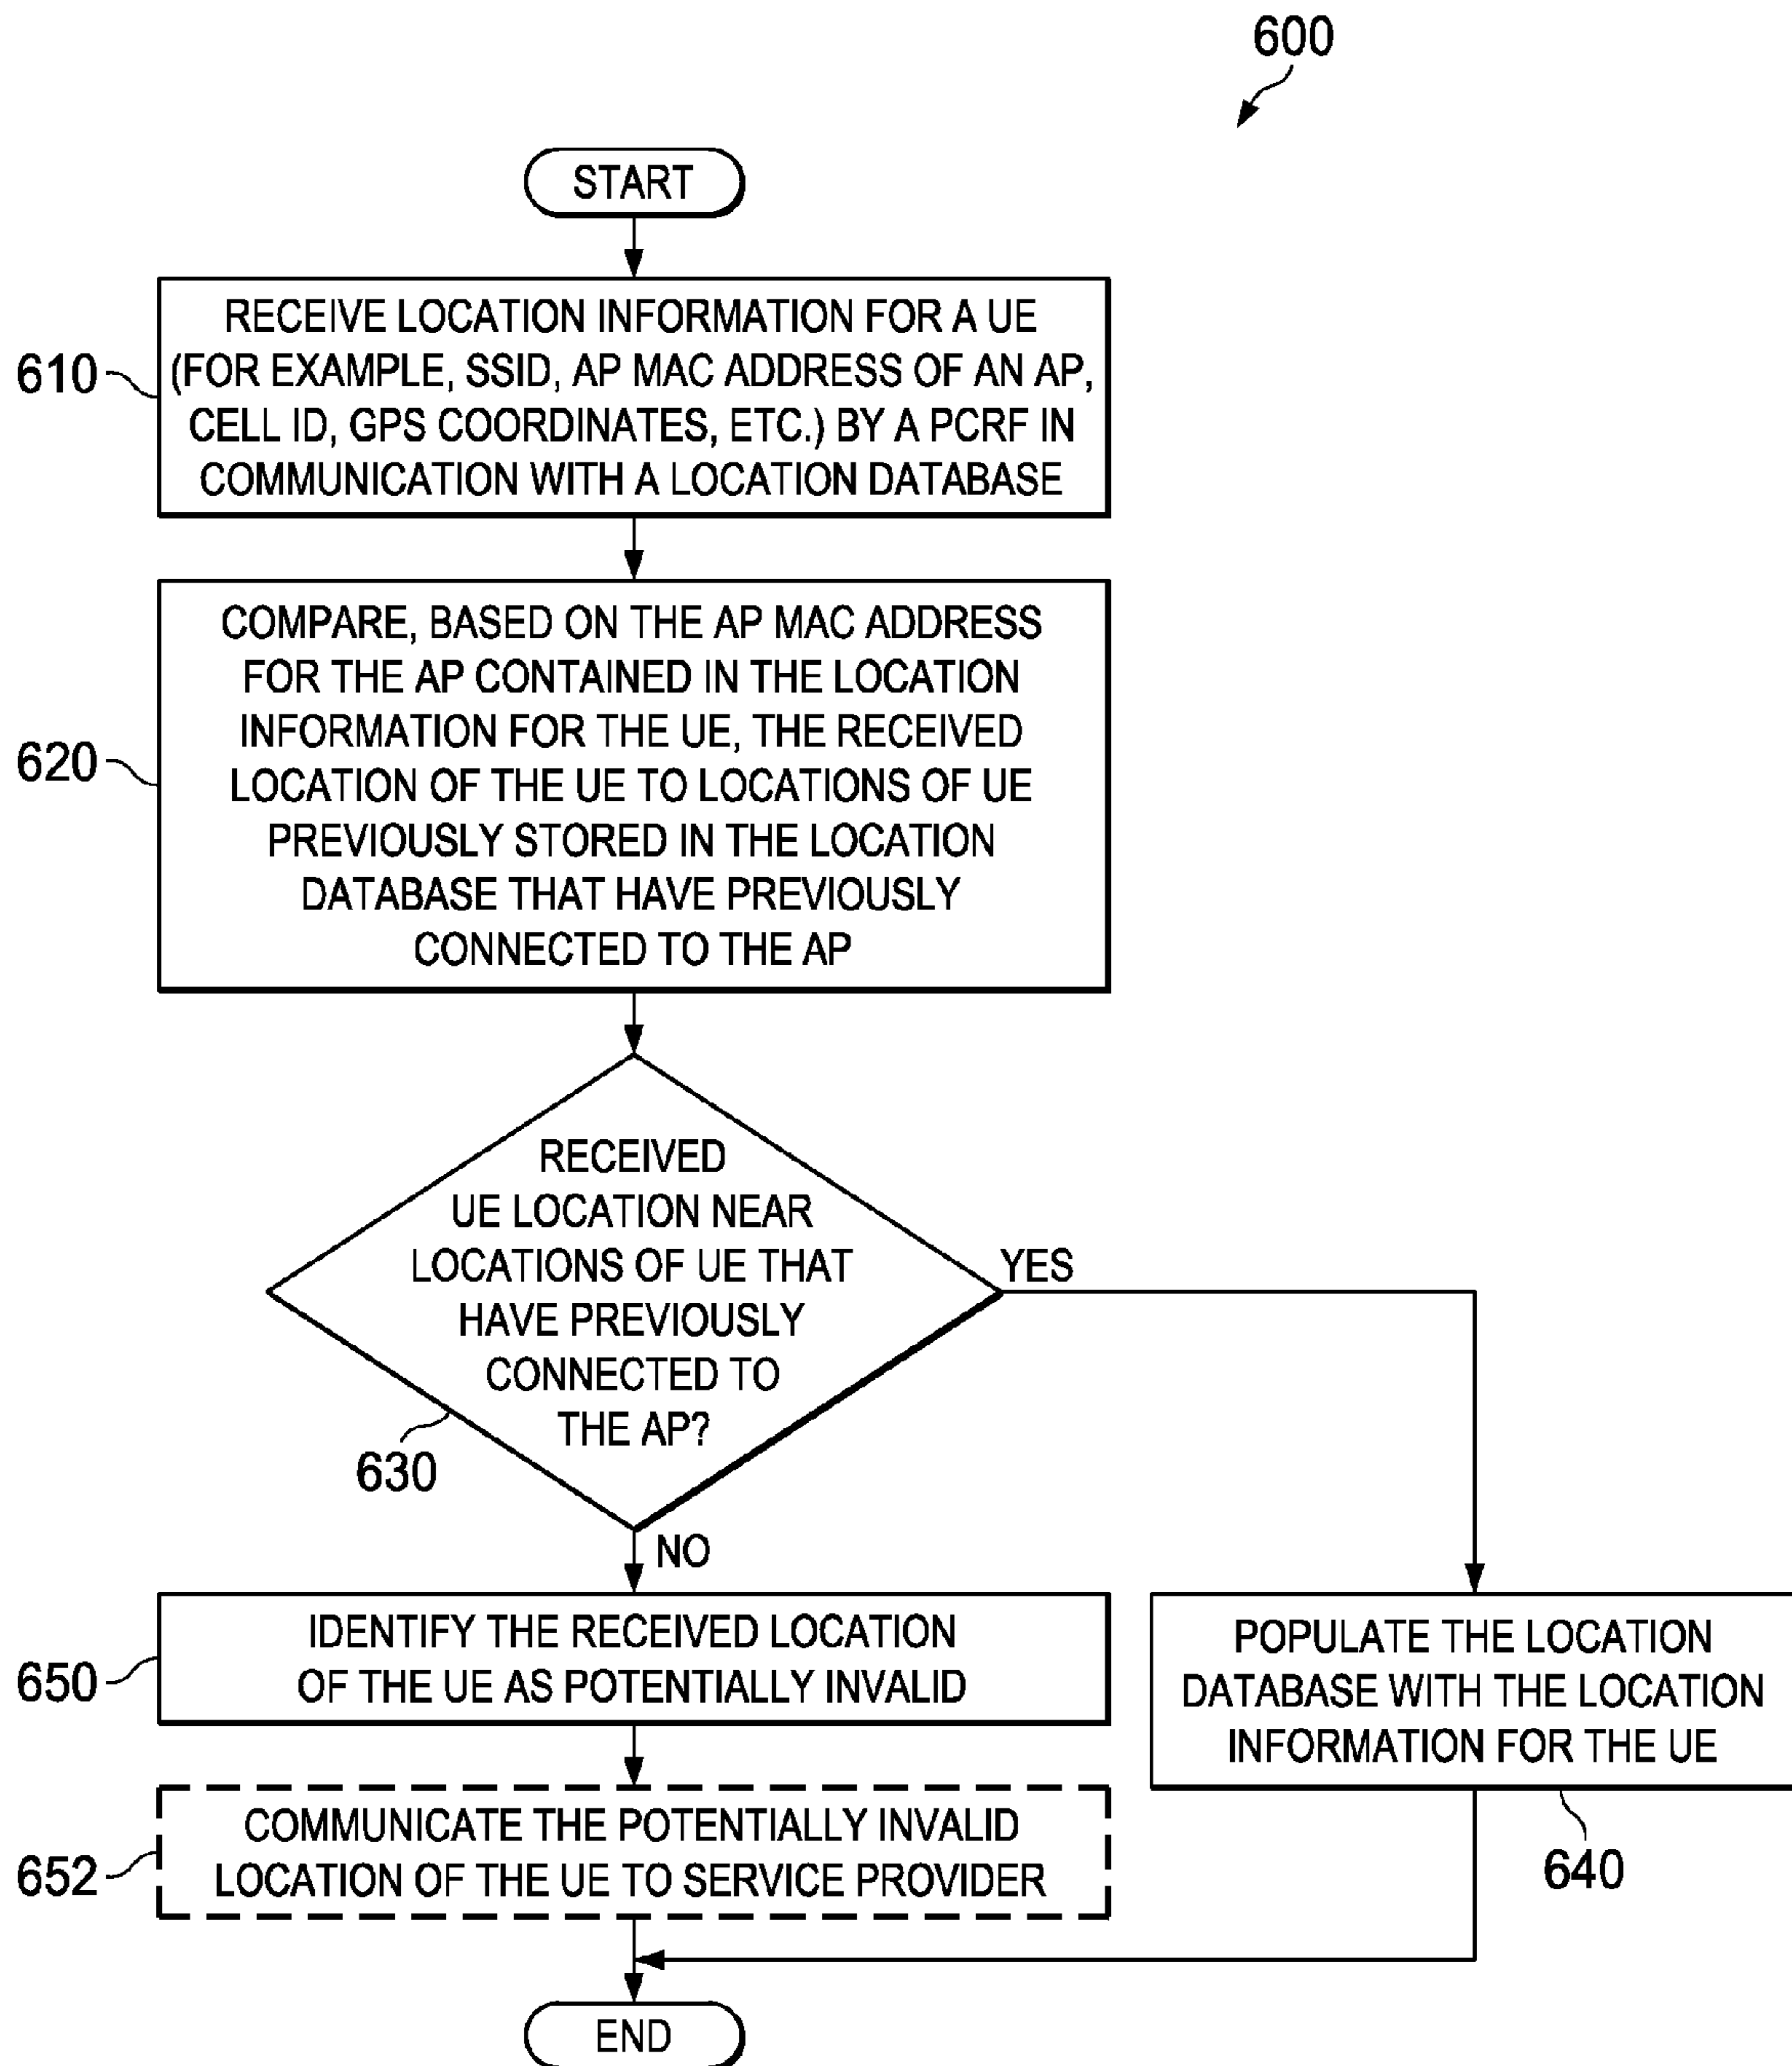 600
START
610
RECEIVE LOCATION INFORMATION FOR A UE
(FOR EXAMPLE, SSID, AP MAC ADDRESS OF AN AP,
CELL ID, GPS COORDINATES, ETC.) BY A PCRF IN
COMMUNICATION WITH A LOCATION DATABASE
620
COMPARE, BASED ON THE AP MAC ADDRESS
FOR THE AP CONTAINED IN THE LOCATION
INFORMATION FOR THE UE, THE RECEIVED
LOCATION OF THE UE TO LOCATIONS OF UE
PREVIOUSLY STORED IN THE LOCATION
DATABASE THAT HAVE PREVIOUSLY
CONNECTED TO THE AP
RECEIVED
UE LOCATION NEAR
LOCATIONS OF UE THAT
HAVE PREVIOUSLY
CONNECTED TO
THE AP?
630
YES
NO
650
IDENTIFY THE RECEIVED LOCATION
OF THE UE AS POTENTIALLY INVALID
POPULATE THE LOCATION
DATABASE WITH THE LOCATION
INFORMATION FOR THE UE
640
652
COMMUNICATE THE POTENTIALLY INVALID
LOCATION OF THE UE TO SERVICE PROVIDER
END